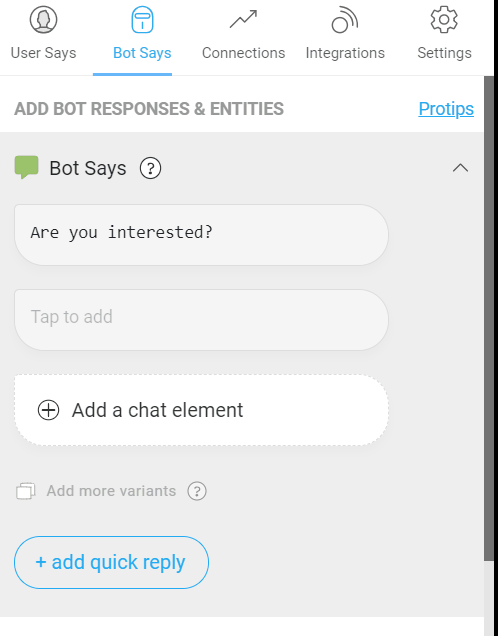 User Says Bot Says Connections Integrations Settings
ADD BOT RESPONSES & ENTITIES Protips
Bot Says ?
Are you interested?
Tap to add
Add a chat element
Add more variants ?
+ add quick reply